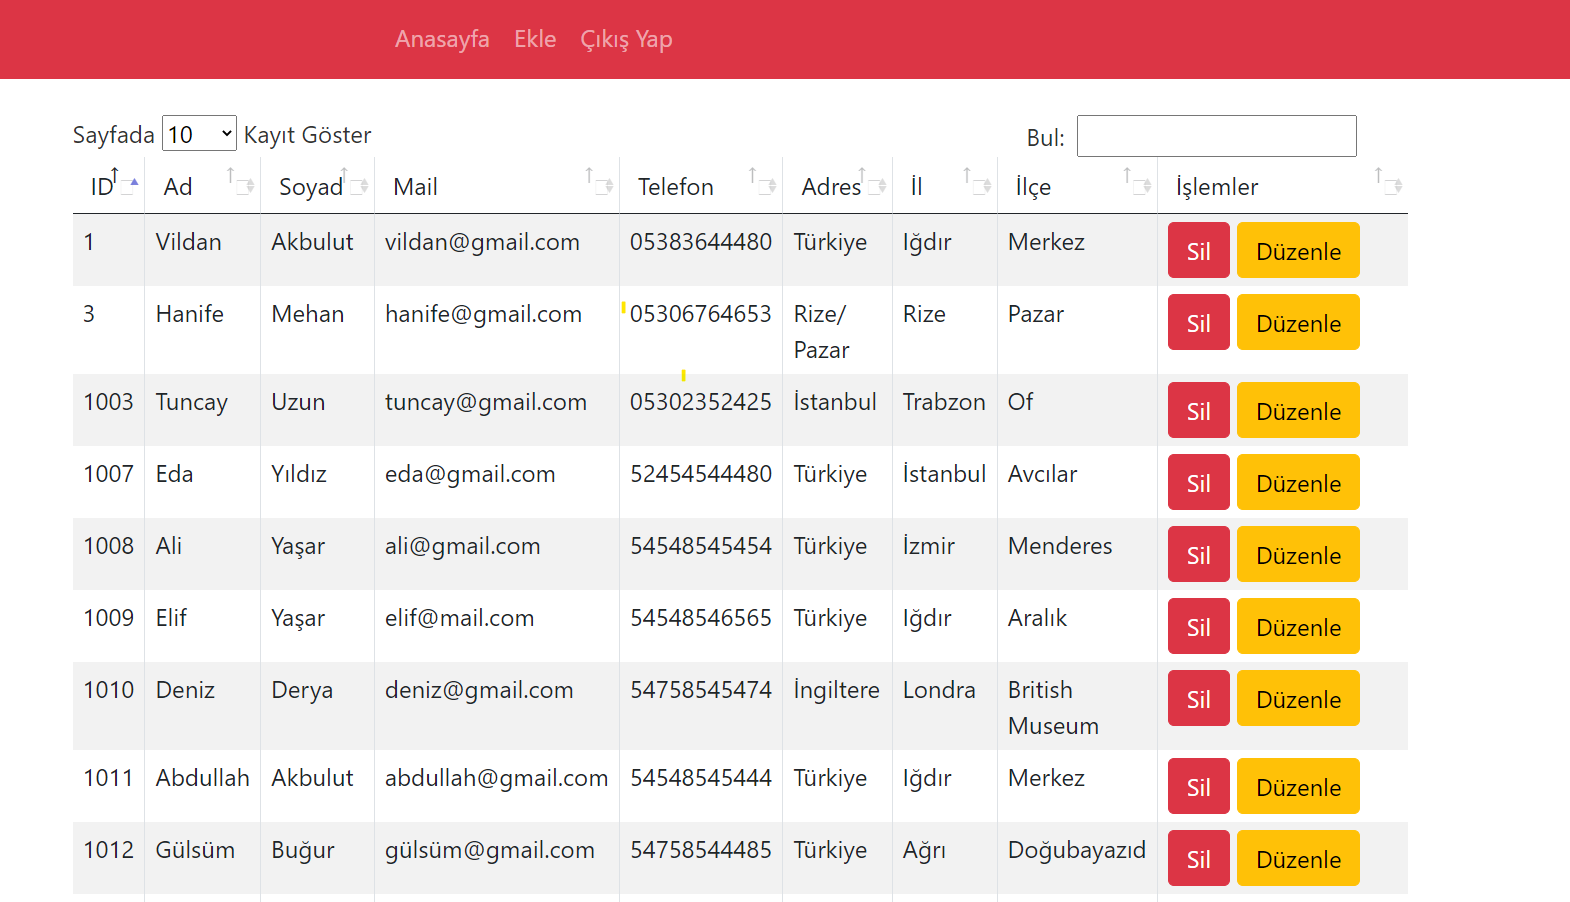 Anasayfa Ekle Çıkış Yap
Sayfada 10 Kayıt Göster Bul:
ID Ad Soyad Mail Telefon Adres İl İlçe İşlemler
1 Vildan Akbulut vildan@gmail.com 05383644480 Türkiye Iğdır Merkez Sil Düzenle
3 Hanife Mehan hanife@gmail.com 05306764653 Rize/ Rize Pazar Sil Düzenle
Pazar
1003 Tuncay Uzun tuncay@gmail.com 05302352425 İstanbul Trabzon Of Sil Düzenle
1007 Eda Yıldız eda@gmail.com 52454544480 Türkiye İstanbul Avcılar Sil Düzenle
1008 Ali Yaşar ali@gmail.com 54548545454 Türkiye İzmir Menderes Sil Düzenle
1009 Elif Yaşar elif@mail.com 54548546565 Türkiye Iğdır Aralık Sil Düzenle
1010 Deniz Derya deniz@gmail.com 54758545474 İngiltere Londra British Sil Düzenle
Museum
1011 Abdullah Akbulut abdullah@gmail.com 54548545444 Türkiye Iğdır Merkez Sil Düzenle
1012 Gülsüm Buğur gülsüm@gmail.com 54758544485 Türkiye Ağrı Doğubayazıd Sil Düzenle